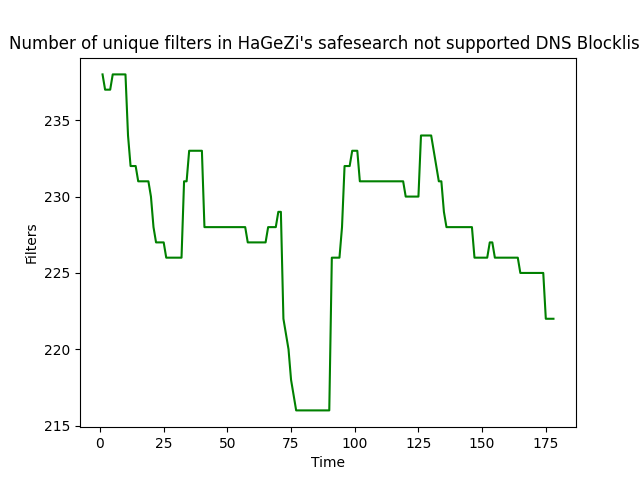 Number of unique filters in HaGeZi's safesearch not supported DNS Blocklis
235
230
225
220
215
Filters
0 25 50 75 100 125 150 175
Time